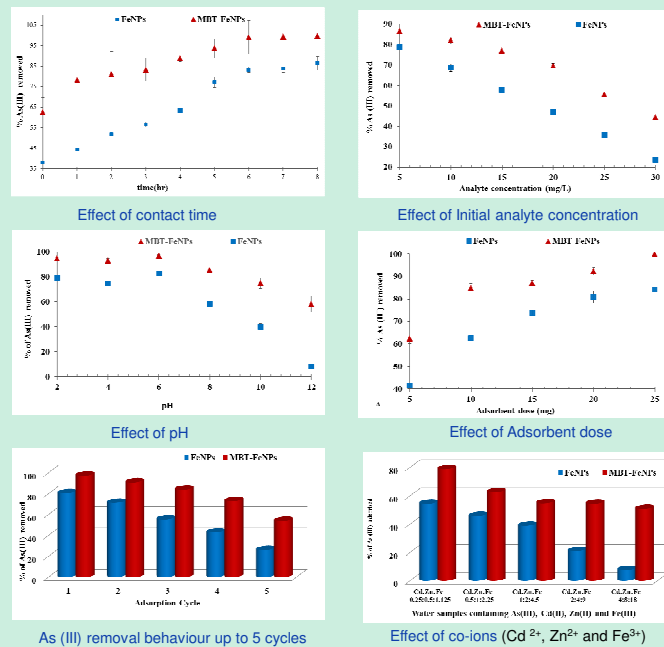 FeNPs MBT-FeNPs
% As(III) removed
105
95
85
75
65
55
45
35
0 1 2 3 4 5 6 7 8
time(hr)
Effect of contact time
MBT-FeNPs FeNPs
% As (III) removed
90
80
70
60
50
40
30
20
5 10 15 20 25 30
Analyte concentration (mg/L)
Effect of Initial analyte concentration
MBT-FeNPs FeNPs
% of As(III) removed
100
80
60
40
20
0
2 4 6 8 10 12
pH
Effect of pH
FeNPs MBT-FeNPs
% As (III) removed
100
90
80
70
60
50
40
5 10 15 20 25
Adsorbent dose (mg)
Effect of Adsorbent dose
FeNPs MBT-FeNPs
% of As(III) removed
100
80
60
40
20
0
1 2 3 4 5
Adsorption Cycle
As (III) removal behaviour up to 5 cycles
FeNPs MBT-FeNPs
% of As(III)
80
60
40
20
0
Cd,Zn,Fe Cd,Zn,Fe Cd,Zn,Fe Cd,Zn,Fe Cd,Zn,Fe
0.25:0.5:1.125 0.5:1:2.25 1:2:4.5 2:4:9 4:8:18
Water samples containing As(III), Cd(II), Zn(II) and Fe(III)
Effect of co-ions (Cd 2+, Zn2+ and Fe3+)